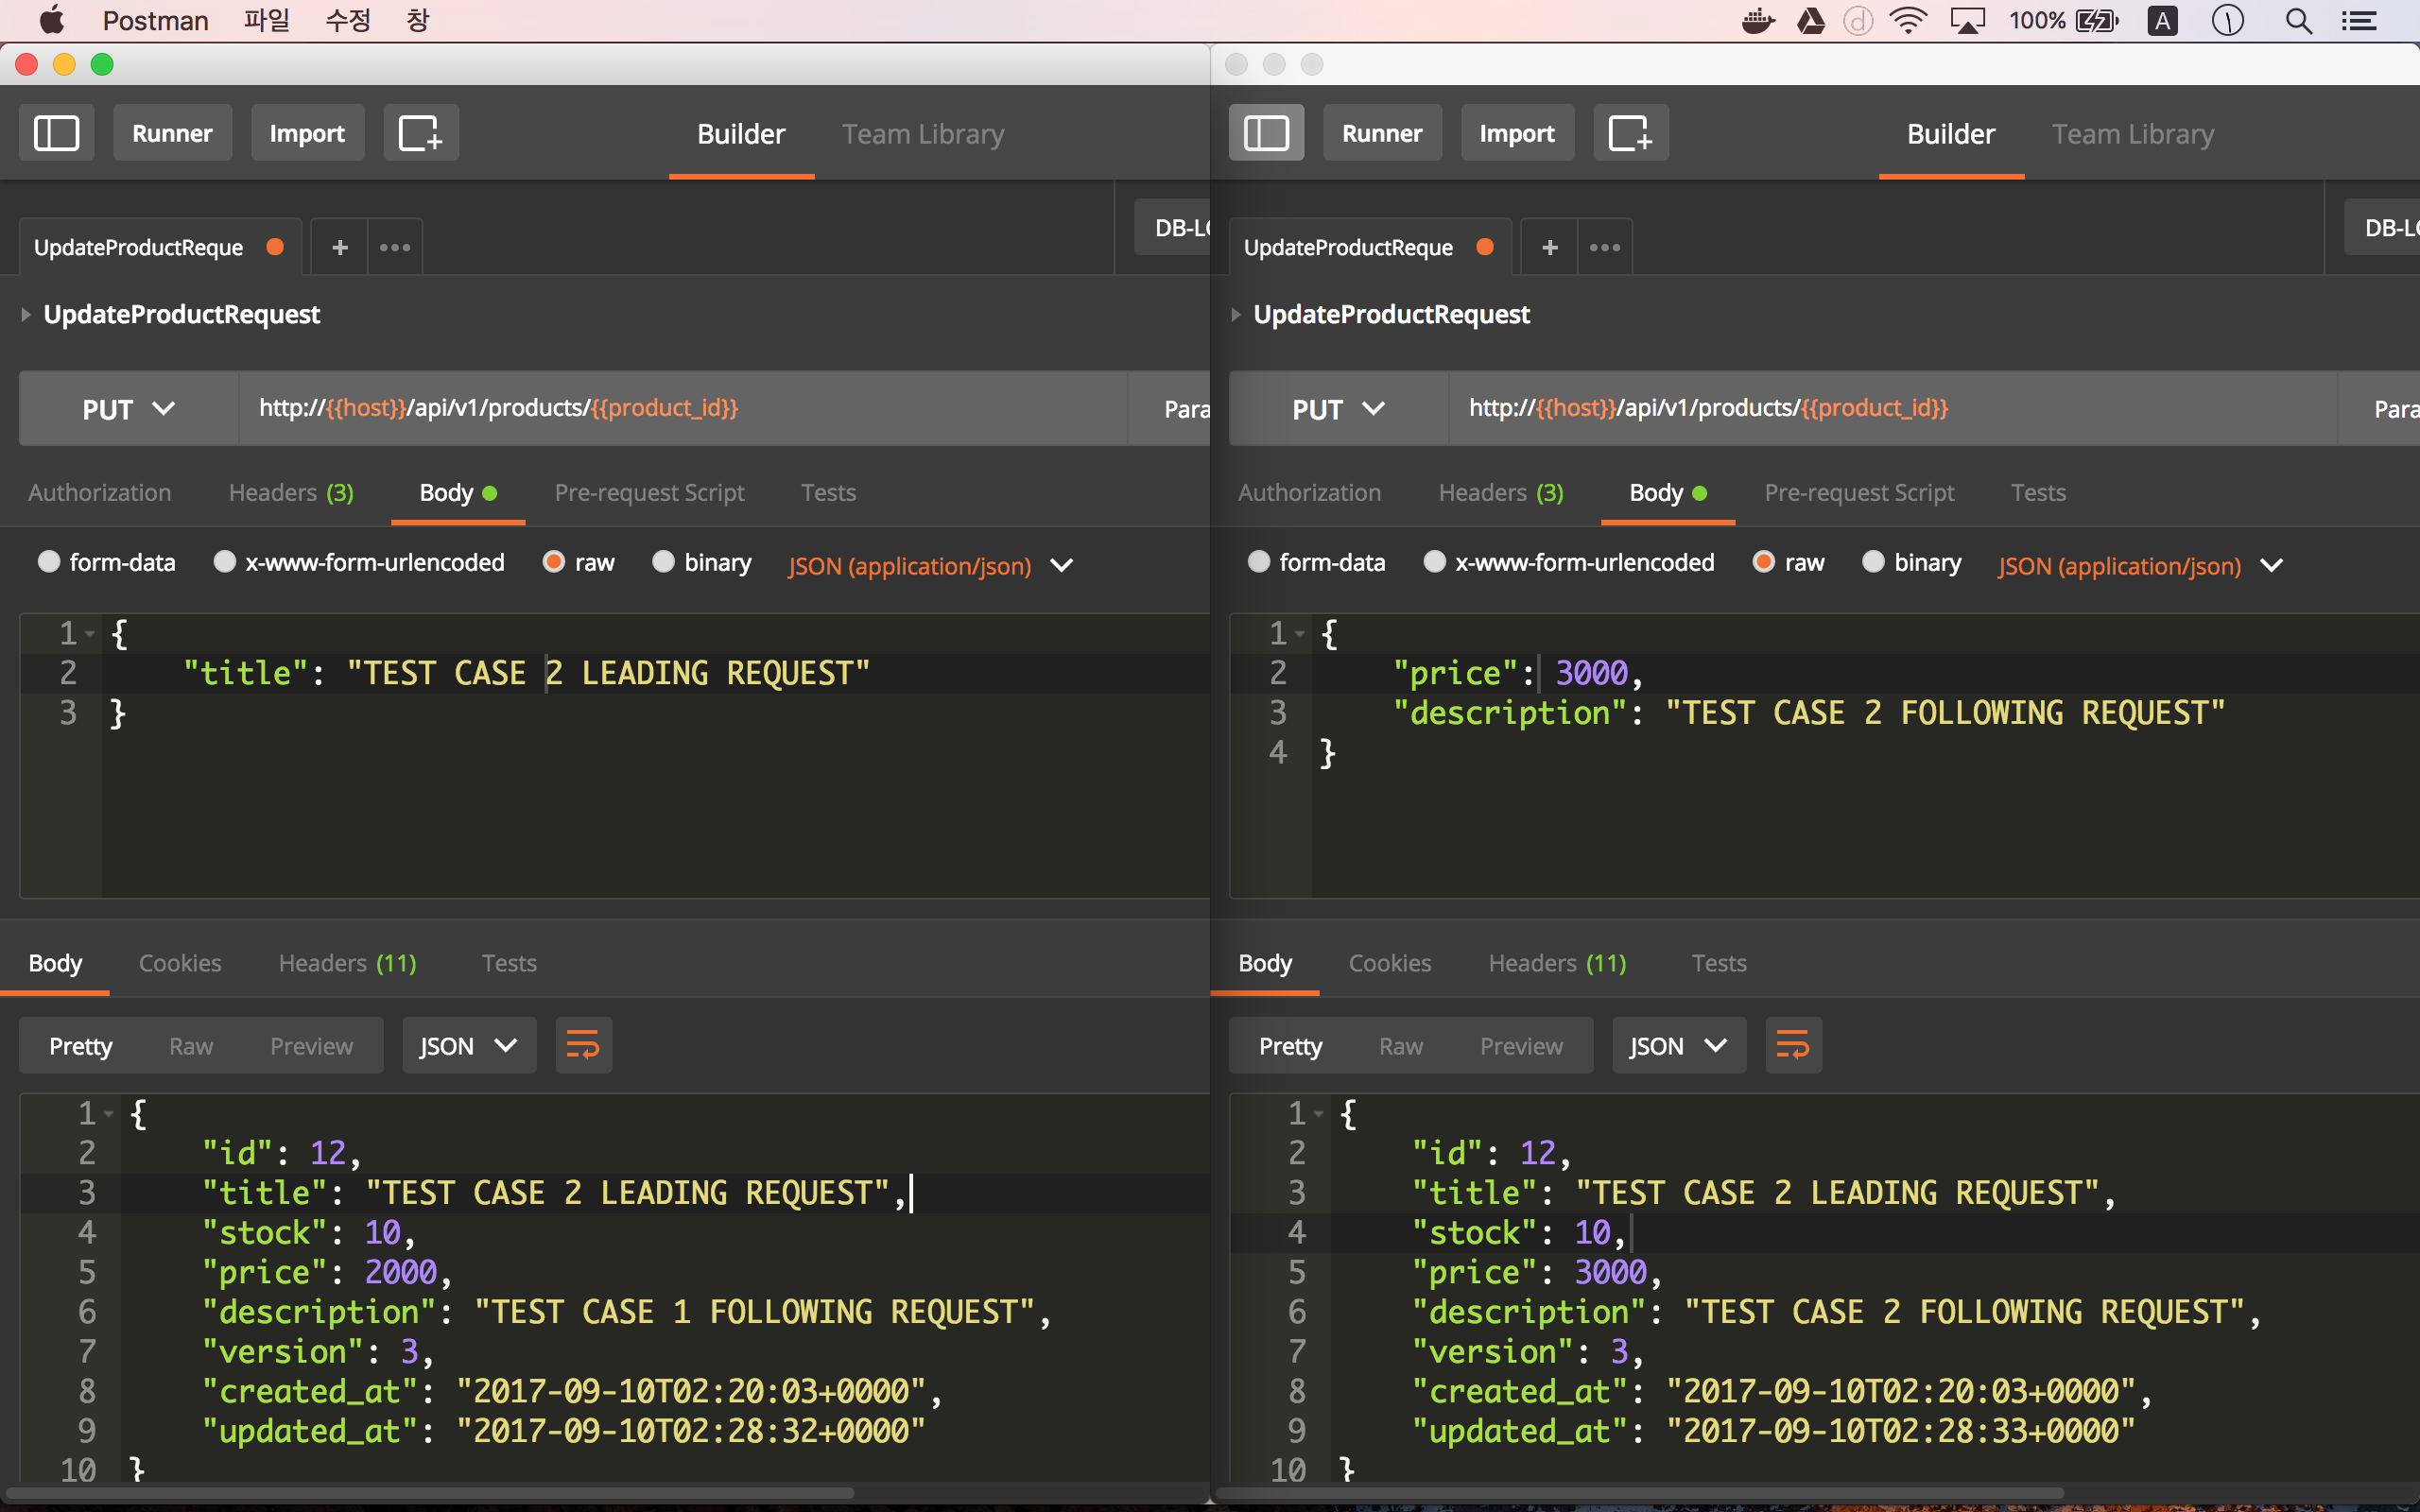 Postman 파일 수정 창 100% A
Runner Import Builder Team Library
UpdateProductReque + ••• DB-LO
UpdateProductRequest
PUT http://{{host}}/api/v1/products/{{product_id}} Para
Authorization Headers (3) Body Pre-request Script Tests
form-data x-www-form-urlencoded raw binary JSON (application/json)
1 {
2 "title": "TEST CASE 2 LEADING REQUEST"
3 }
Body Cookies Headers (11) Tests
Pretty Raw Preview JSON
1 {
2 "id": 12,
3 "title": "TEST CASE 2 LEADING REQUEST",
4 "stock": 10,
5 "price": 2000,
6 "description": "TEST CASE 1 FOLLOWING REQUEST",
7 "version": 3,
8 "created_at": "2017-09-10T02:20:03+0000",
9 "updated_at": "2017-09-10T02:28:32+0000"
10 }
Runner Import Builder Team Library
UpdateProductReque + ••• DB-LO
UpdateProductRequest
PUT http://{{host}}/api/v1/products/{{product_id}} Para
Authorization Headers (3) Body Pre-request Script Tests
form-data x-www-form-urlencoded raw binary JSON (application/json)
1 {
2 "price": 3000,
3 "description": "TEST CASE 2 FOLLOWING REQUEST"
4 }
Body Cookies Headers (11) Tests
Pretty Raw Preview JSON
1 {
2 "id": 12,
3 "title": "TEST CASE 2 LEADING REQUEST",
4 "stock": 10,
5 "price": 3000,
6 "description": "TEST CASE 2 FOLLOWING REQUEST",
7 "version": 3,
8 "created_at": "2017-09-10T02:20:03+0000",
9 "updated_at": "2017-09-10T02:28:33+0000"
10 }